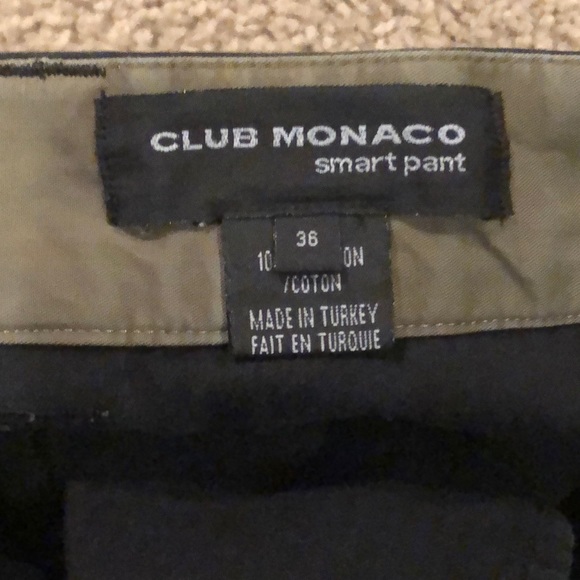 CLUB MONACO
smart pant
36
/COTON
MADE IN TURKEY
FAIT EN TURQUIE